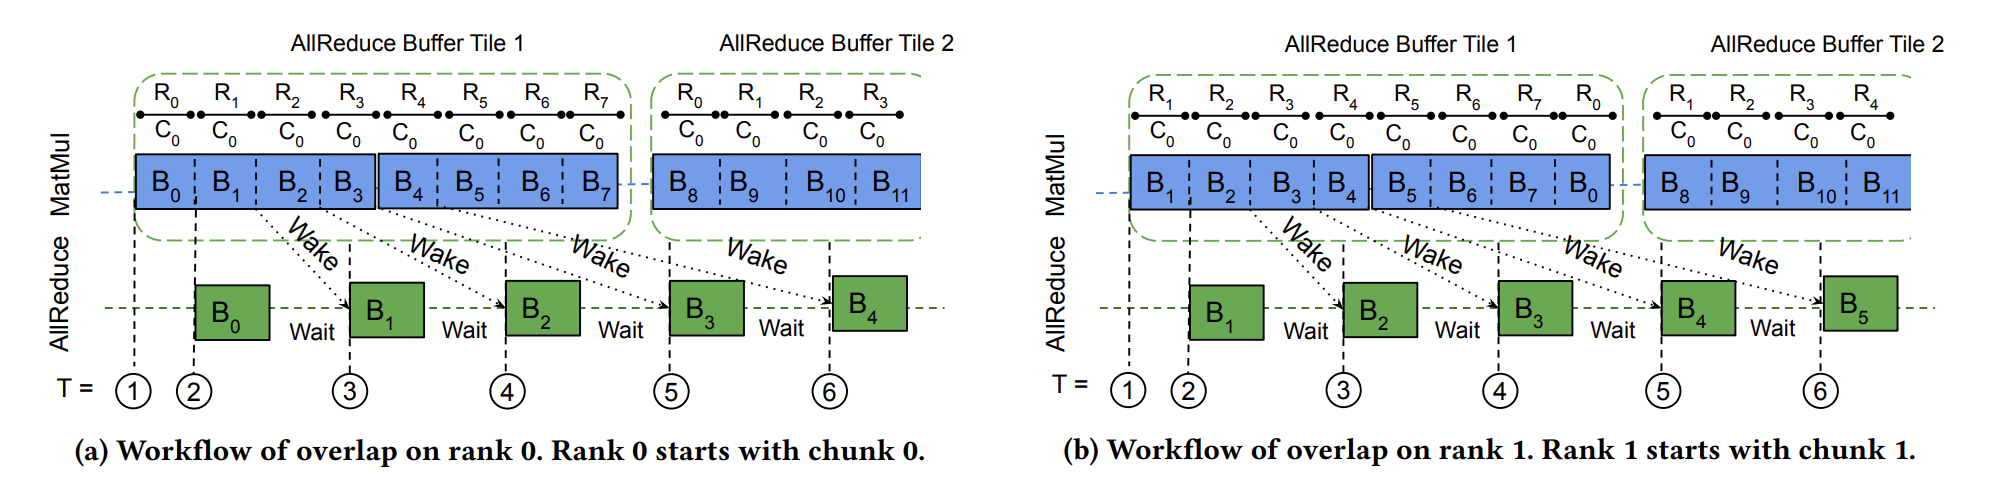 AllReduce Buffer Tile 1
AllReduce Buffer Tile 2
R0 R1 R2 R3 R4 R5 R6 R7 R0 R1 R2 R3
C0 C0 C0 C0 C0 C0 C0 C0 C0 C0 C0 C0
MatMul
B0 B1 B2 B3 B4 B5 B6 B7 B8 B9 B10 B11
Wake Wake Wake Wake
AllReduce
B0 B1 B2 B3 B4
Wait Wait Wait Wait
T = 1 2 3 4 5 6
(a) Workflow of overlap on rank 0. Rank 0 starts with chunk 0.
AllReduce Buffer Tile 1
AllReduce Buffer Tile 2
R1 R2 R3 R4 R5 R6 R7 R0 R1 R2 R3 R4
C0 C0 C0 C0 C0 C0 C0 C0 C0 C0 C0 C0
MatMul
B1 B2 B3 B4 B5 B6 B7 B0 B8 B9 B10 B11
Wake Wake Wake Wake
AllReduce
B1 B2 B3 B4 B5
Wait Wait Wait Wait
T = 1 2 3 4 5 6
(b) Workflow of overlap on rank 1. Rank 1 starts with chunk 1.